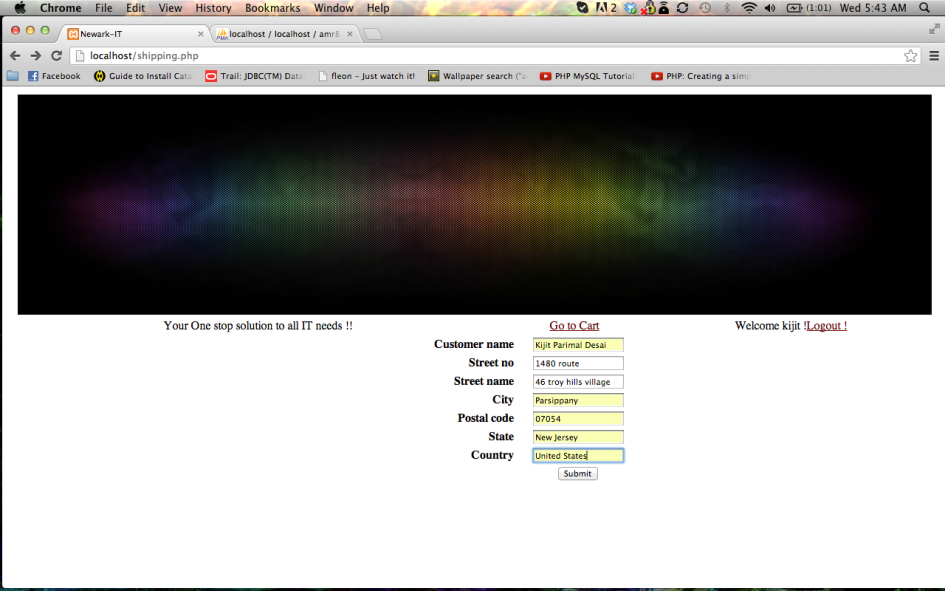 Chrome File Edit View History Bookmarks Window Help 2 (1:01) Wed 5:43 AM
Newark-IT localhost / localhost / amr
localhost/shipping.php
Facebook Guide to Install Cata Trail: JDBC(TM) Data fleon - Just watch it! Wallpaper search ("a PHP MySQL Tutorial PHP: Creating a simp
Your One stop solution to all IT needs !! Go to Cart Welcome kijit !Logout !
Customer name Kijit Parimal Desai
Street no 1480 route
Street name 46 troy hills village
City Parsippany
Postal code 07054
State New Jersey
Country United States
Submit